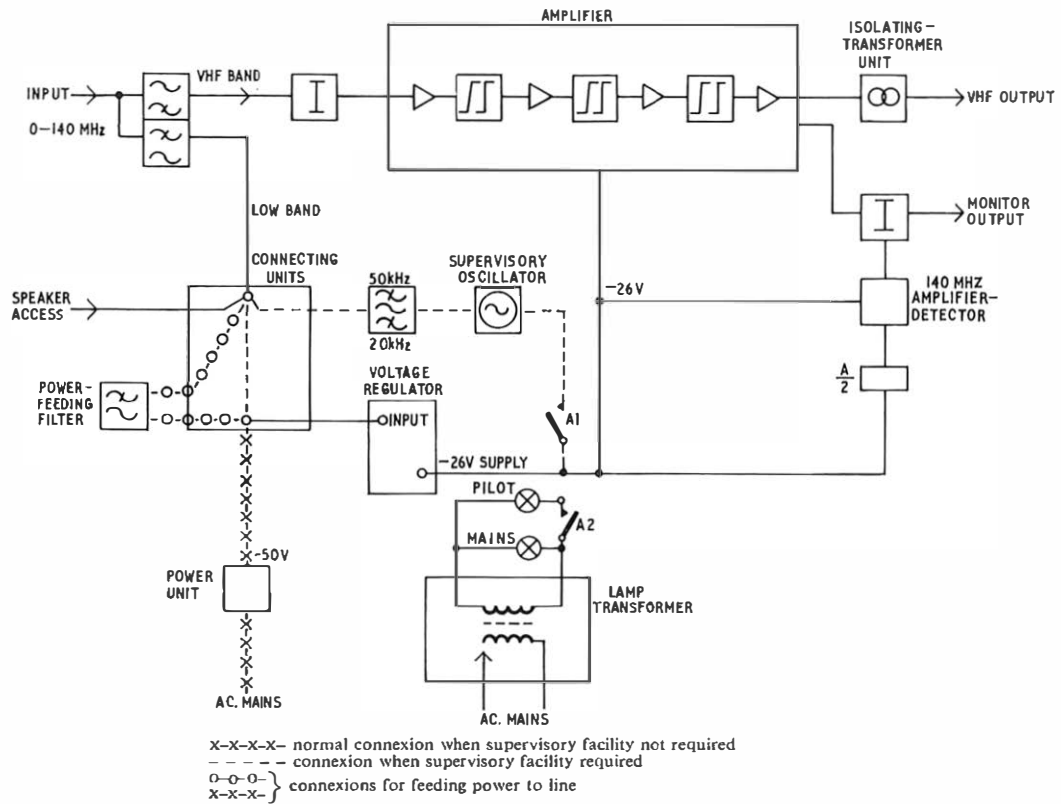 AMPLIFIER
ISOLATING-
TRANSFORMER
UNIT
INPUT
VHF BAND
VHF OUTPUT
0-140 MHz
LOW BAND
MONITOR
OUTPUT
CONNECTING
UNITS
SUPERVISORY
OSCILLATOR
SPEAKER
ACCESS
50kHz
20kHz
-26V
140 MHZ
AMPLIFIER-
DETECTOR
A
2
POWER-
FEEDING
FILTER
VOLTAGE
REGULATOR
INPUT
A1
-26V SUPPLY
PILOT
A2
MAINS
-50V
POWER
UNIT
LAMP
TRANSFORMER
A.C. MAINS
A.C. MAINS
X-X-X-X- normal connexion when supervisory facility not required
- - - - - connexion when supervisory facility required
O-O-O-
X-X-X- } connexions for feeding power to line